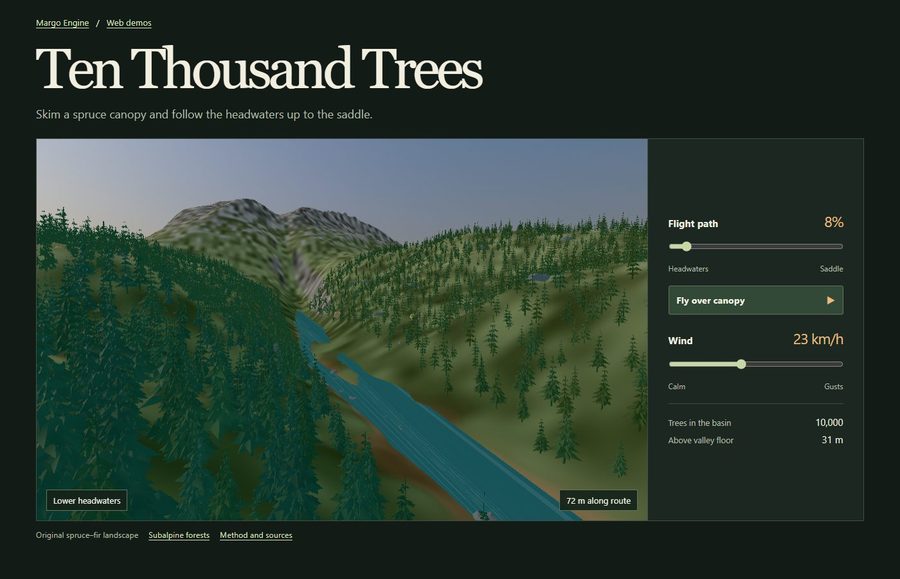 Margo Engine / Web demos
Ten Thousand Trees
Skim a spruce canopy and follow the headwaters up to the saddle.
Flight path 8%
Headwaters Saddle
Fly over canopy
Wind 23 km/h
Calm Gusts
Trees in the basin 10,000
Above valley floor 31 m
Lower headwaters 72 m along route
Original spruce–fir landscape Subalpine forests Method and sources